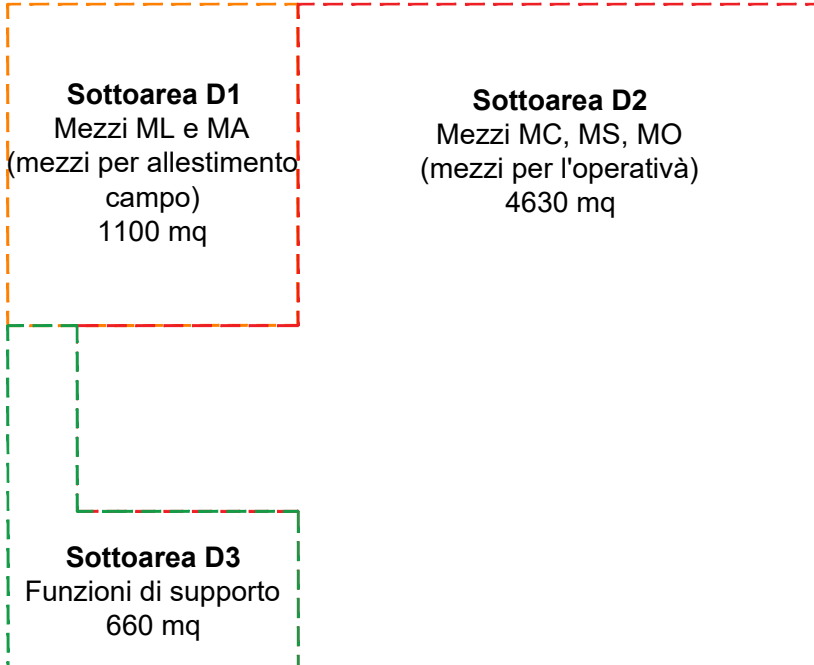 Sottoarea D1
Mezzi ML e MA
(mezzi per allestimento
campo)
1100 mq
Sottoarea D2
Mezzi MC, MS, MO
(mezzi per l'operativà)
4630 mq
Sottoarea D3
Funzioni di supporto
660 mq